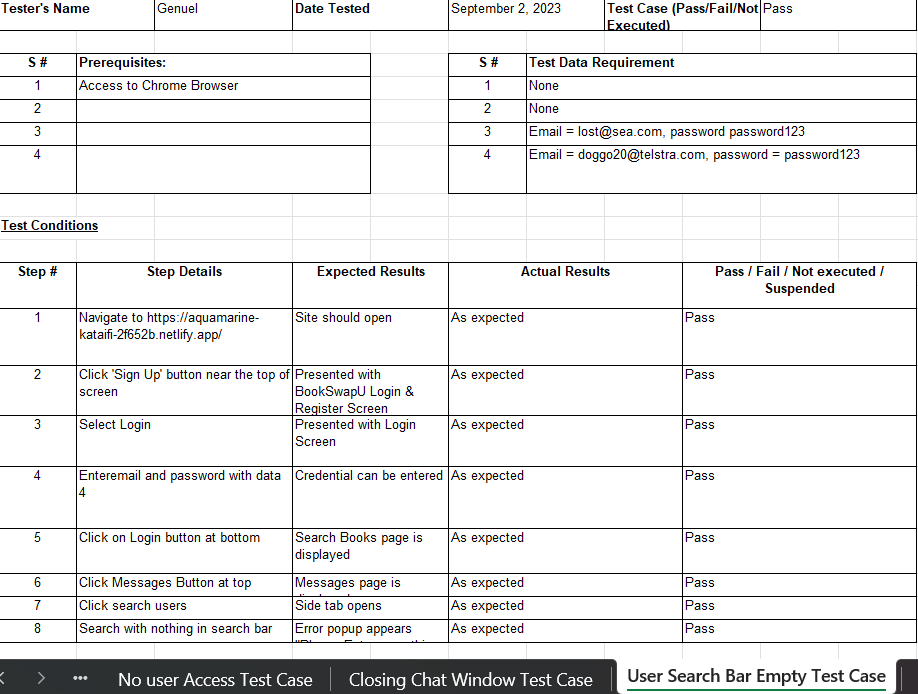 Tester's Name Genuel Date Tested September 2, 2023 Test Case (Pass/Fail/Not Pass
Executed)
S # Prerequisites: S # Test Data Requirement
1 Access to Chrome Browser 1 None
2 2 None
3 3 Email = lost@sea.com, password password123
4 4 Email = doggo20@telstra.com, password = password123
Test Conditions
Step # Step Details Expected Results Actual Results Pass / Fail / Not executed /
Suspended
1 Navigate to https://aquamarine- Site should open As expected Pass
kataifi-2f652b.netlify.app/
2 Click 'Sign Up' button near the top of Presented with As expected Pass
screen BookSwapU Login &
Register Screen
3 Select Login Presented with Login As expected Pass
Screen
4 Enteremail and password with data Credential can be entered As expected Pass
4
5 Click on Login button at bottom Search Books page is As expected Pass
displayed
6 Click Messages Button at top Messages page is As expected Pass
7 Click search users Side tab opens As expected Pass
8 Search with nothing in search bar Error popup appears As expected Pass
No user Access Test Case Closing Chat Window Test Case User Search Bar Empty Test Case